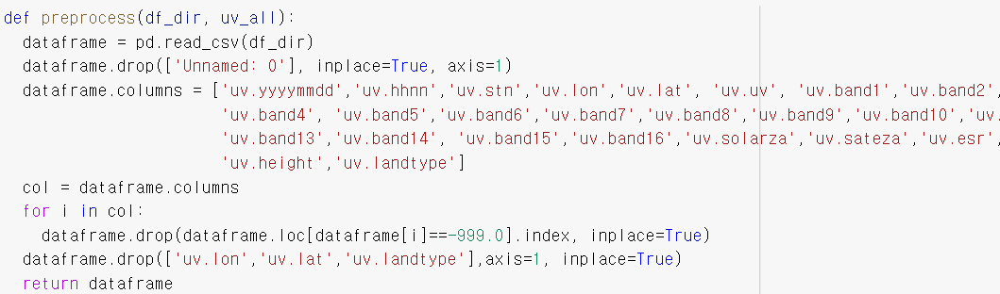 def preprocess(df_dir, uv_all):
  dataframe = pd.read_csv(df_dir)
  dataframe.drop(['Unnamed: 0'], inplace=True, axis=1)
  dataframe.columns = ['uv.yyyymmdd','uv.hhnn','uv.stn','uv.lon','uv.lat', 'uv.uv', 'uv.band1','uv.band2',
                       'uv.band4', 'uv.band5','uv.band6','uv.band7','uv.band8','uv.band9','uv.band10','uv.
                       'uv.band13','uv.band14', 'uv.band15','uv.band16','uv.solarza','uv.sateza','uv.esr',
                       'uv.height','uv.landtype']
  col = dataframe.columns
  for i in col:
    dataframe.drop(dataframe.loc[dataframe[i]==-999.0].index, inplace=True)
  dataframe.drop(['uv.lon','uv.lat','uv.landtype'],axis=1, inplace=True)
  return dataframe